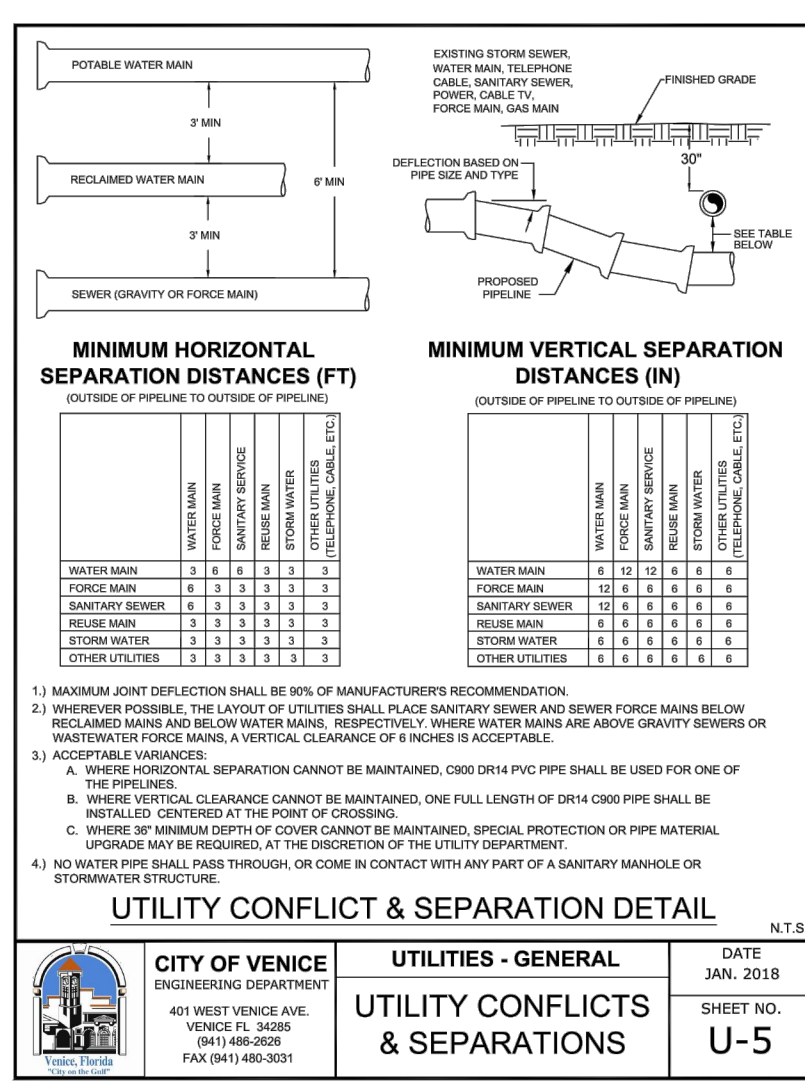 POTABLE WATER MAIN
3' MIN
RECLAIMED WATER MAIN
6' MIN
3' MIN
SEWER (GRAVITY OR FORCE MAIN)
EXISTING STORM SEWER,
WATER MAIN, TELEPHONE
CABLE, SANITARY SEWER,
POWER, CABLE TV,
FORCE MAIN, GAS MAIN
FINISHED GRADE
30"
DEFLECTION BASED ON
PIPE SIZE AND TYPE
SEE TABLE
BELOW
PROPOSED
PIPELINE
MINIMUM HORIZONTAL
SEPARATION DISTANCES (FT)
(OUTSIDE OF PIPELINE TO OUTSIDE OF PIPELINE)
WATER MAIN
FORCE MAIN
SANITARY SERVICE
REUSE MAIN
STORM WATER
OTHER UTILITIES
(TELEPHONE, CABLE, ETC.)
WATER MAIN 3 6 6 3 3 3
FORCE MAIN 6 3 3 3 3 3
SANITARY SEWER 6 3 3 3 3 3
REUSE MAIN 3 3 3 3 3 3
STORM WATER 3 3 3 3 3 3
OTHER UTILITIES 3 3 3 3 3 3
MINIMUM VERTICAL SEPARATION
DISTANCES (IN)
(OUTSIDE OF PIPELINE TO OUTSIDE OF PIPELINE)
WATER MAIN
FORCE MAIN
SANITARY SERVICE
REUSE MAIN
STORM WATER
OTHER UTILITIES
(TELEPHONE, CABLE, ETC.)
WATER MAIN 6 12 12 6 6 6
FORCE MAIN 12 6 6 6 6 6
SANITARY SEWER 12 6 6 6 6 6
REUSE MAIN 6 6 6 6 6 6
STORM WATER 6 6 6 6 6 6
OTHER UTILITIES 6 6 6 6 6 6
1.) MAXIMUM JOINT DEFLECTION SHALL BE 90% OF MANUFACTURER'S RECOMMENDATION.
2.) WHEREVER POSSIBLE, THE LAYOUT OF UTILITIES SHALL PLACE SANITARY SEWER AND SEWER FORCE MAINS BELOW
RECLAIMED MAINS AND BELOW WATER MAINS, RESPECTIVELY. WHERE WATER MAINS ARE ABOVE GRAVITY SEWERS OR
WASTEWATER FORCE MAINS, A VERTICAL CLEARANCE OF 6 INCHES IS ACCEPTABLE.
3.) ACCEPTABLE VARIANCES:
A. WHERE HORIZONTAL SEPARATION CANNOT BE MAINTAINED, C900 DR14 PVC PIPE SHALL BE USED FOR ONE OF
THE PIPELINES.
B. WHERE VERTICAL CLEARANCE CANNOT BE MAINTAINED, ONE FULL LENGTH OF DR14 C900 PIPE SHALL BE
INSTALLED CENTERED AT THE POINT OF CROSSING.
C. WHERE 36" MINIMUM DEPTH OF COVER CANNOT BE MAINTAINED, SPECIAL PROTECTION OR PIPE MATERIAL
UPGRADE MAY BE REQUIRED, AT THE DISCRETION OF THE UTILITY DEPARTMENT.
4.) NO WATER PIPE SHALL PASS THROUGH, OR COME IN CONTACT WITH ANY PART OF A SANITARY MANHOLE OR
STORMWATER STRUCTURE.
UTILITY CONFLICT & SEPARATION DETAIL
N.T.S
Venice, Florida
"City on the Gulf"
CITY OF VENICE
ENGINEERING DEPARTMENT
401 WEST VENICE AVE.
VENICE FL 34285
(941) 486-2626
FAX (941) 480-3031
UTILITIES - GENERAL
UTILITY CONFLICTS
& SEPARATIONS
DATE
JAN. 2018
SHEET NO.
U-5